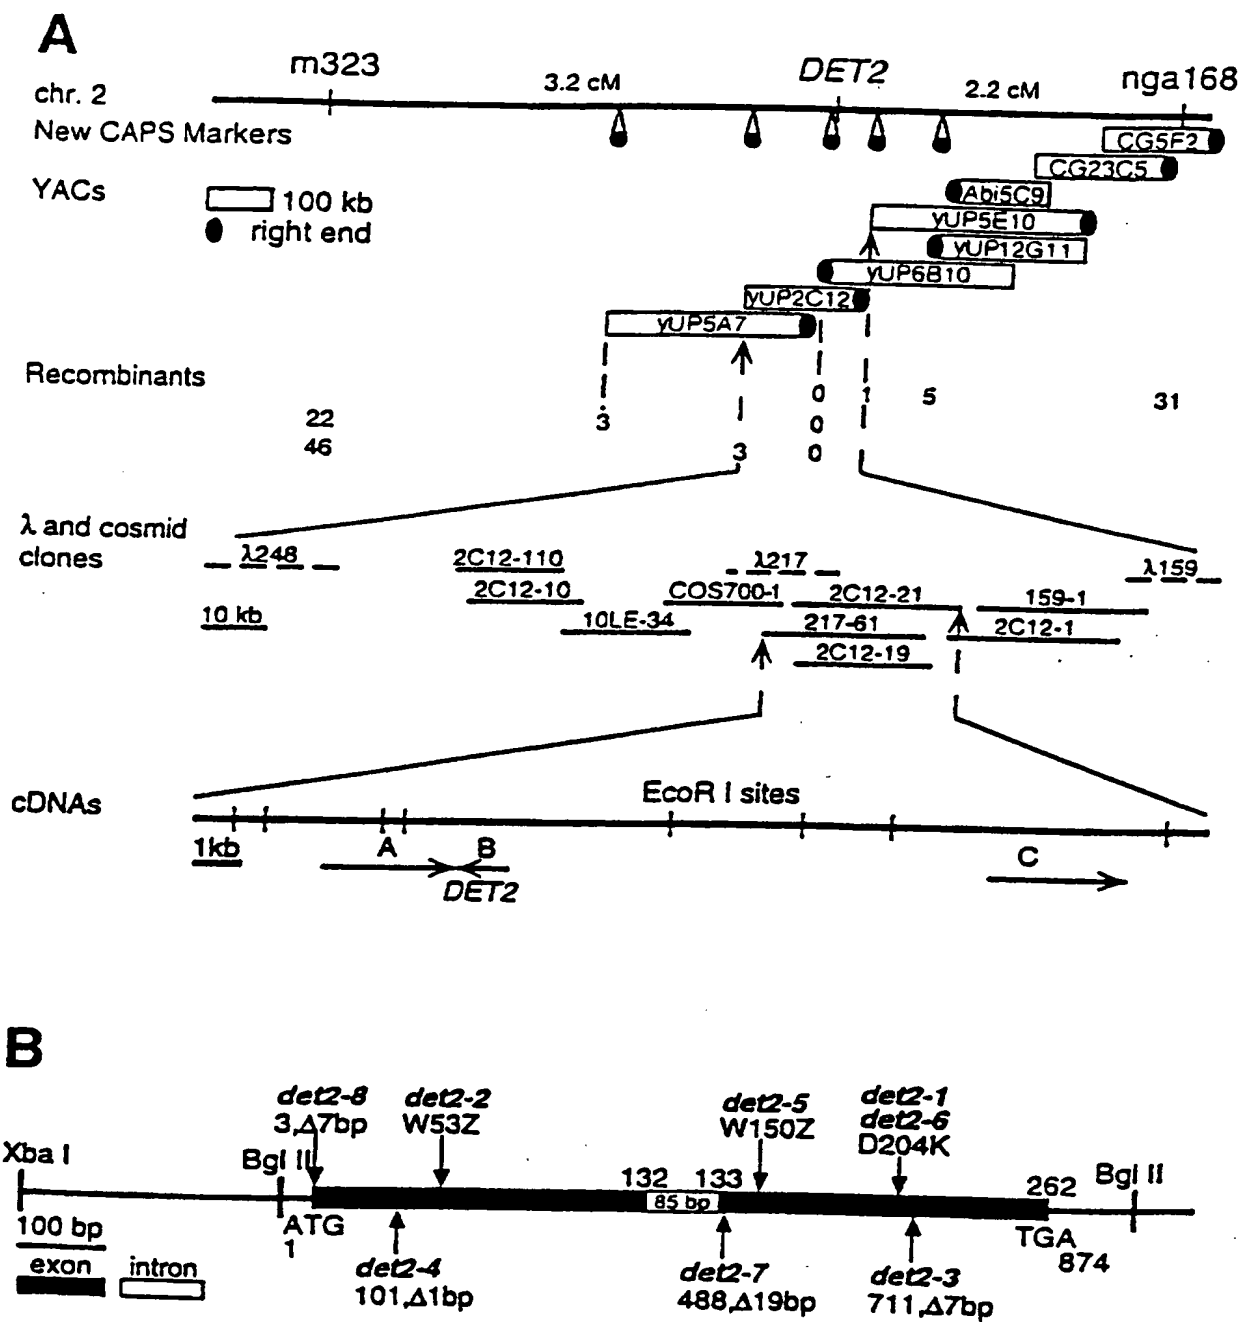 A
m323
3.2 cM
DET2
2.2 cM
nga168
chr. 2
New CAPS Markers
CG5F2
CG23C5
YACs
100 kb
right end
Abi5C9
yUP5E10
yUP12G11
yUP6B10
yUP2C12
yUP5A7
Recombinants
0 1 5 31
22 3 0
46 3 0
λ and cosmid
clones
λ248
2C12-110
λ217
λ159
2C12-10
COS700-1
2C12-21
159-1
10 kb
10LE-34
217-61
2C12-1
2C12-19
cDNAs
EcoR I sites
1kb
A
B
C
DET2
B
det2-8
3,Δ7bp
det2-2
W53Z
det2-5
W150Z
det2-1
det2-6
D204K
Xba I
Bgl II
132 133
262
Bgl II
85 bp
100 bp
ATG
1
TGA
874
exon
intron
det2-4
101,Δ1bp
det2-7
488,Δ19bp
det2-3
711,Δ7bp